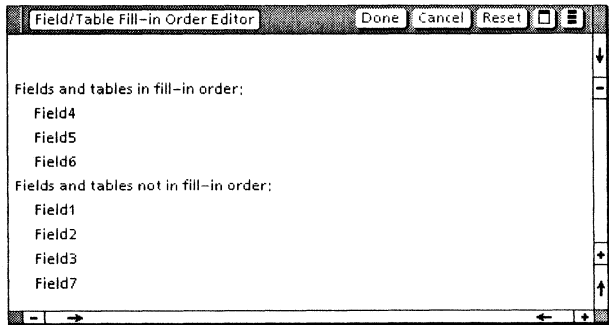 Field/Table Fill-in Order Editor Done Cancel Reset
Fields and tables in fill-in order:
Field4
Field5
Field6
Fields and tables not in fill-in order:
Field1
Field2
Field3
Field7